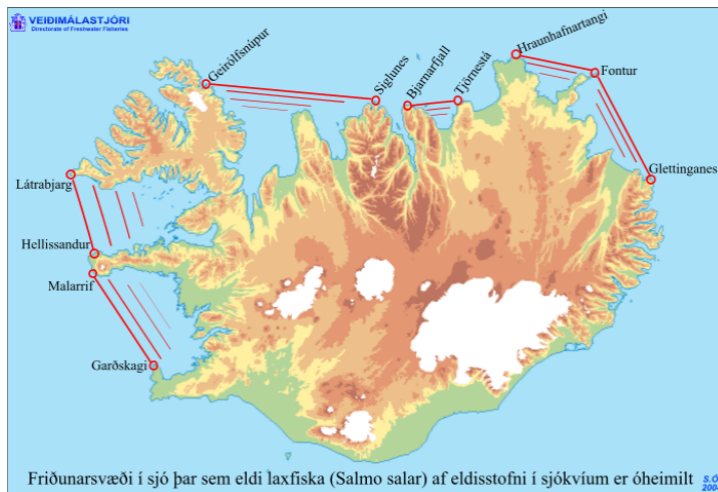 VEIÐIMÁLASTJÓRI
Directorate of Freshwater Fisheries
Hraunhafnartangi
Geirólfsnúpur
Siglunes
Bjarnarfjall
Tjörnestá
Fontur
Glettinganes
Látrabjarg
Hellissandur
Malarrif
Garðskagi
Friðunarsvæði í sjó þar sem eldi laxfiska (Salmo salar) af eldisstofni í sjókvíum er óheimilt